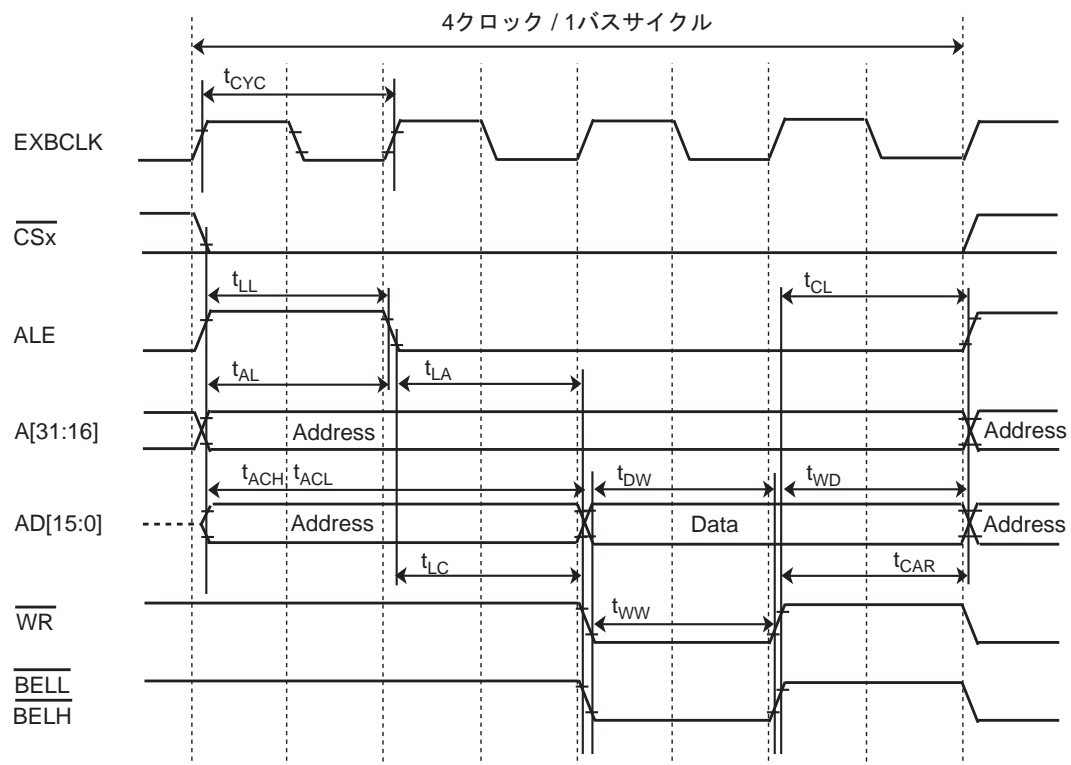 4クロック / 1バスサイクル
tCYC
EXBCLK
CSx
tLL
tCL
ALE
tAL
tLA
A[31:16]
Address
Address
tACH, tACL
tDW
tWD
AD[15:0]
Address
Data
Address
tLC
tCAR
WR
tWW
BELL
BELH